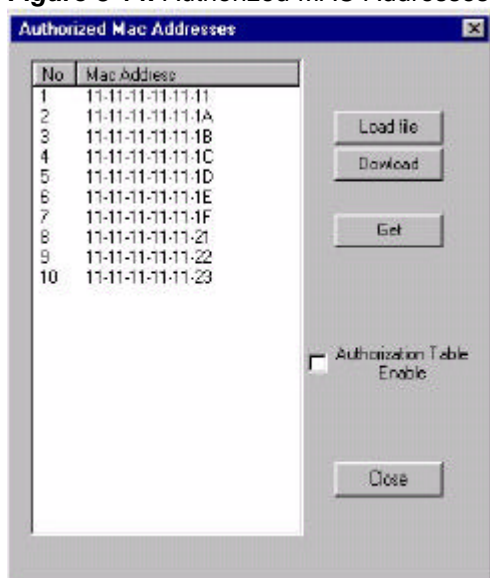 Authorized Mac Addresses
No Mac Address
1 11-11-11-11-11-11
2 11-11-11-11-11-1A
3 11-11-11-11-11-1B
4 11-11-11-11-11-1C
5 11-11-11-11-11-1D
6 11-11-11-11-11-1E
7 11-11-11-11-11-1F
8 11-11-11-11-11-21
9 11-11-11-11-11-22
10 11-11-11-11-11-23
Load file
Dowload
Get
Authorization Table
Enable
Close